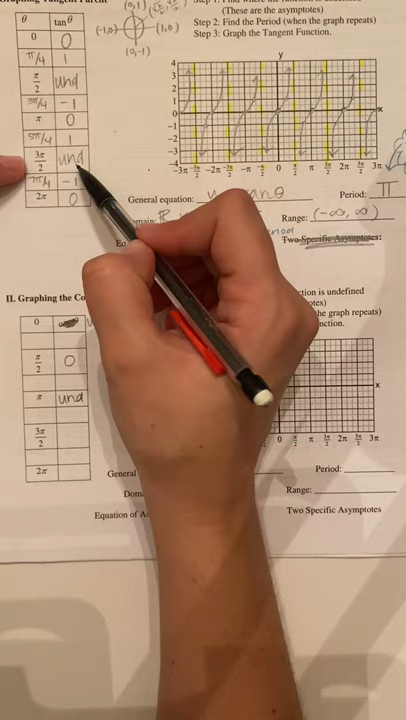 θ tan θ
0 0
π/4 1
π/2 und
3π/4 -1
π 0
5π/4 1
3π/2 und
7π/4 -1
2π 0
(0,1)
(-1,0) (1,0)
(0,-1)
(These are the asymptotes)
Step 2: Find the Period (when the graph repeats)
Step 3: Graph the Tangent Function.
y
4
3
2
1
0
-1
-2
-3
-4
x
-3π -2π -π 0 π 2π 3π
General equation: Period: π
Range: (-∞, ∞)
Two Specific Asymptotes:
II. Graphing the
ction is undefined
he graph repeats)
nction.
0
π/2 0
π und
3π/2
2π
x
0 π/2 π 3π/2 2π 5π/2 3π
General Period:
Range:
Equation of Two Specific Asymptotes